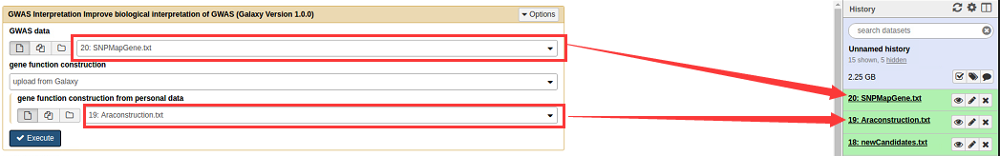 GWAS Interpretation Improve biological interpretation of GWAS (Galaxy Version 1.0.0)
Options
GWAS data
20: SNPMapGene.txt
gene function construction
upload from Galaxy
gene function construction from personal data
19: Araconstruction.txt
Execute
History
search datasets
Unnamed history
15 shown, 5 hidden
2.25 GB
20: SNPMapGene.txt
19: Araconstruction.txt
18: newCandidates.txt